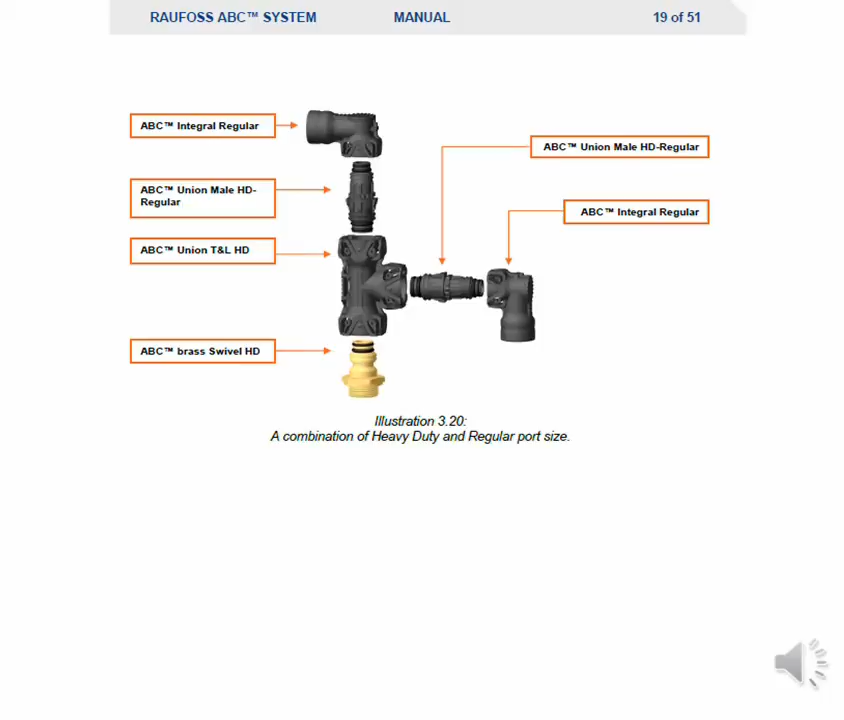 RAUFOSS ABC™ SYSTEM MANUAL 19 of 51
ABC™ Integral Regular
ABC™ Union Male HD-Regular
ABC™ Union Male HD-
Regular
ABC™ Integral Regular
ABC™ Union T&L HD
ABC™ brass Swivel HD
Illustration 3.20:
A combination of Heavy Duty and Regular port size.